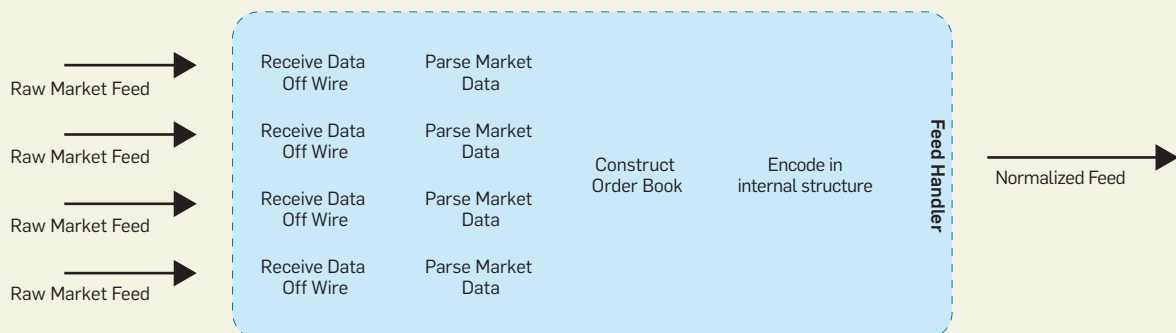 Raw Market Feed
Receive Data
Off Wire
Parse Market
Data
Raw Market Feed
Receive Data
Off Wire
Parse Market
Data
Raw Market Feed
Receive Data
Off Wire
Parse Market
Data
Raw Market Feed
Receive Data
Off Wire
Parse Market
Data
Construct
Order Book
Encode in
internal structure
Feed Handler
Normalized Feed